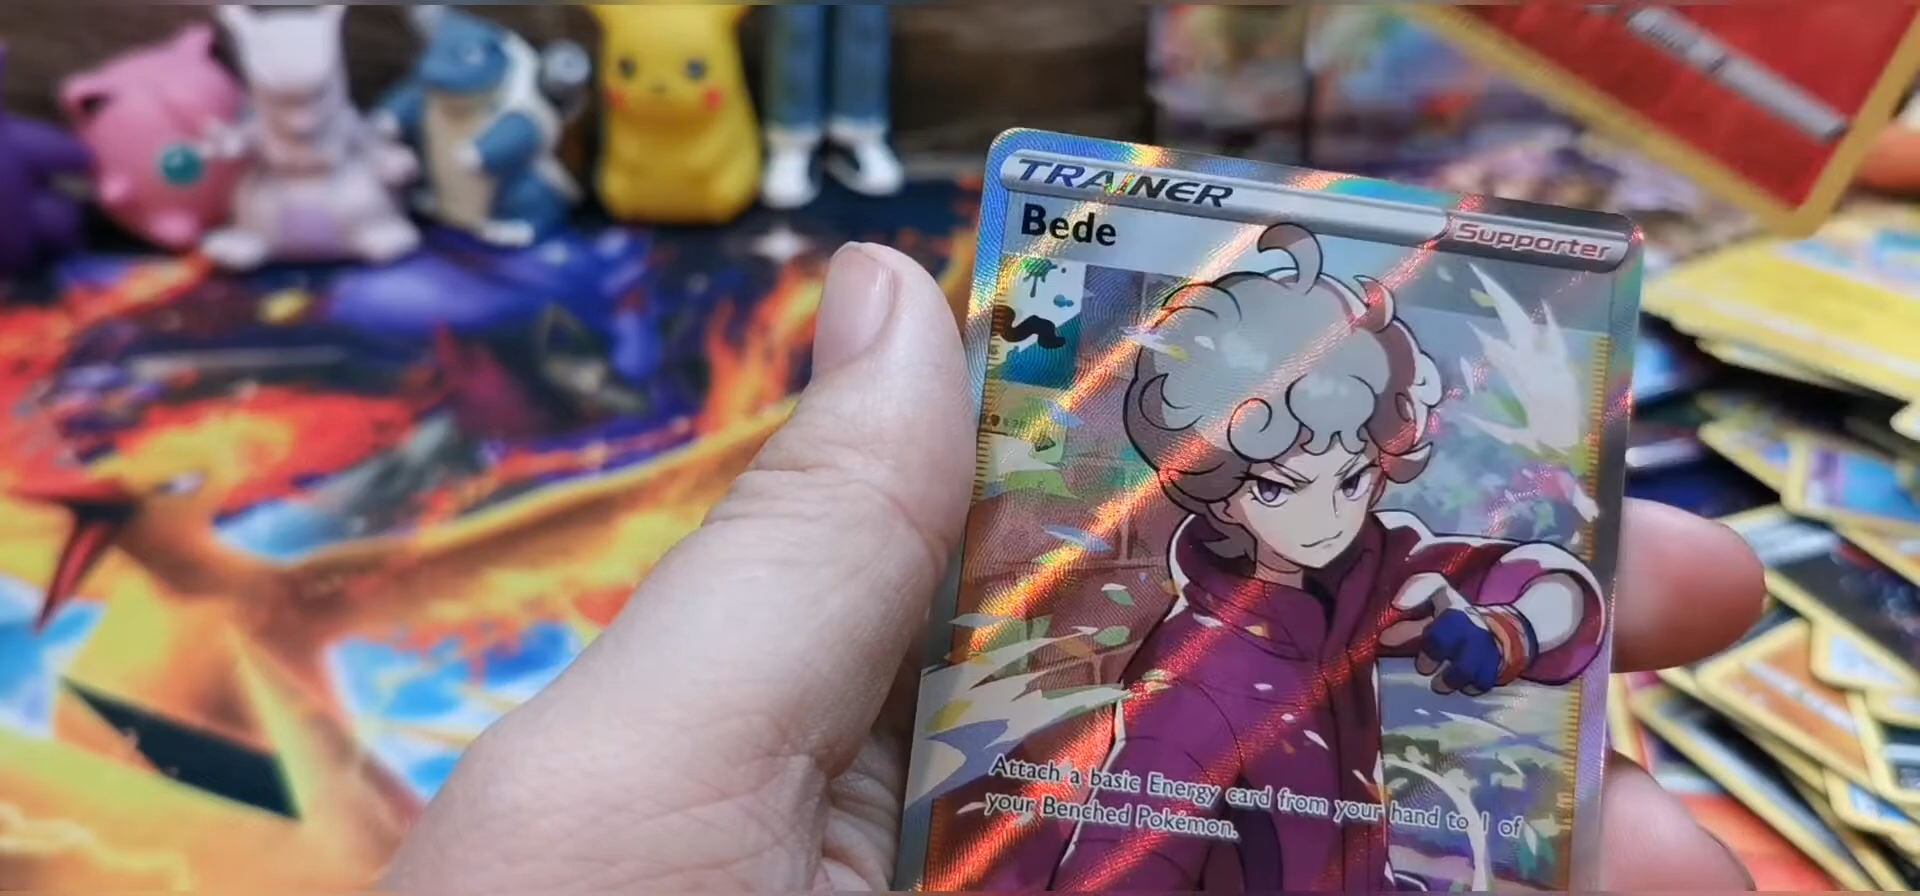 TRAINER
Supporter
Bede
Attach a basic Energy card from your hand to 1 of
your Benched Pokémon.